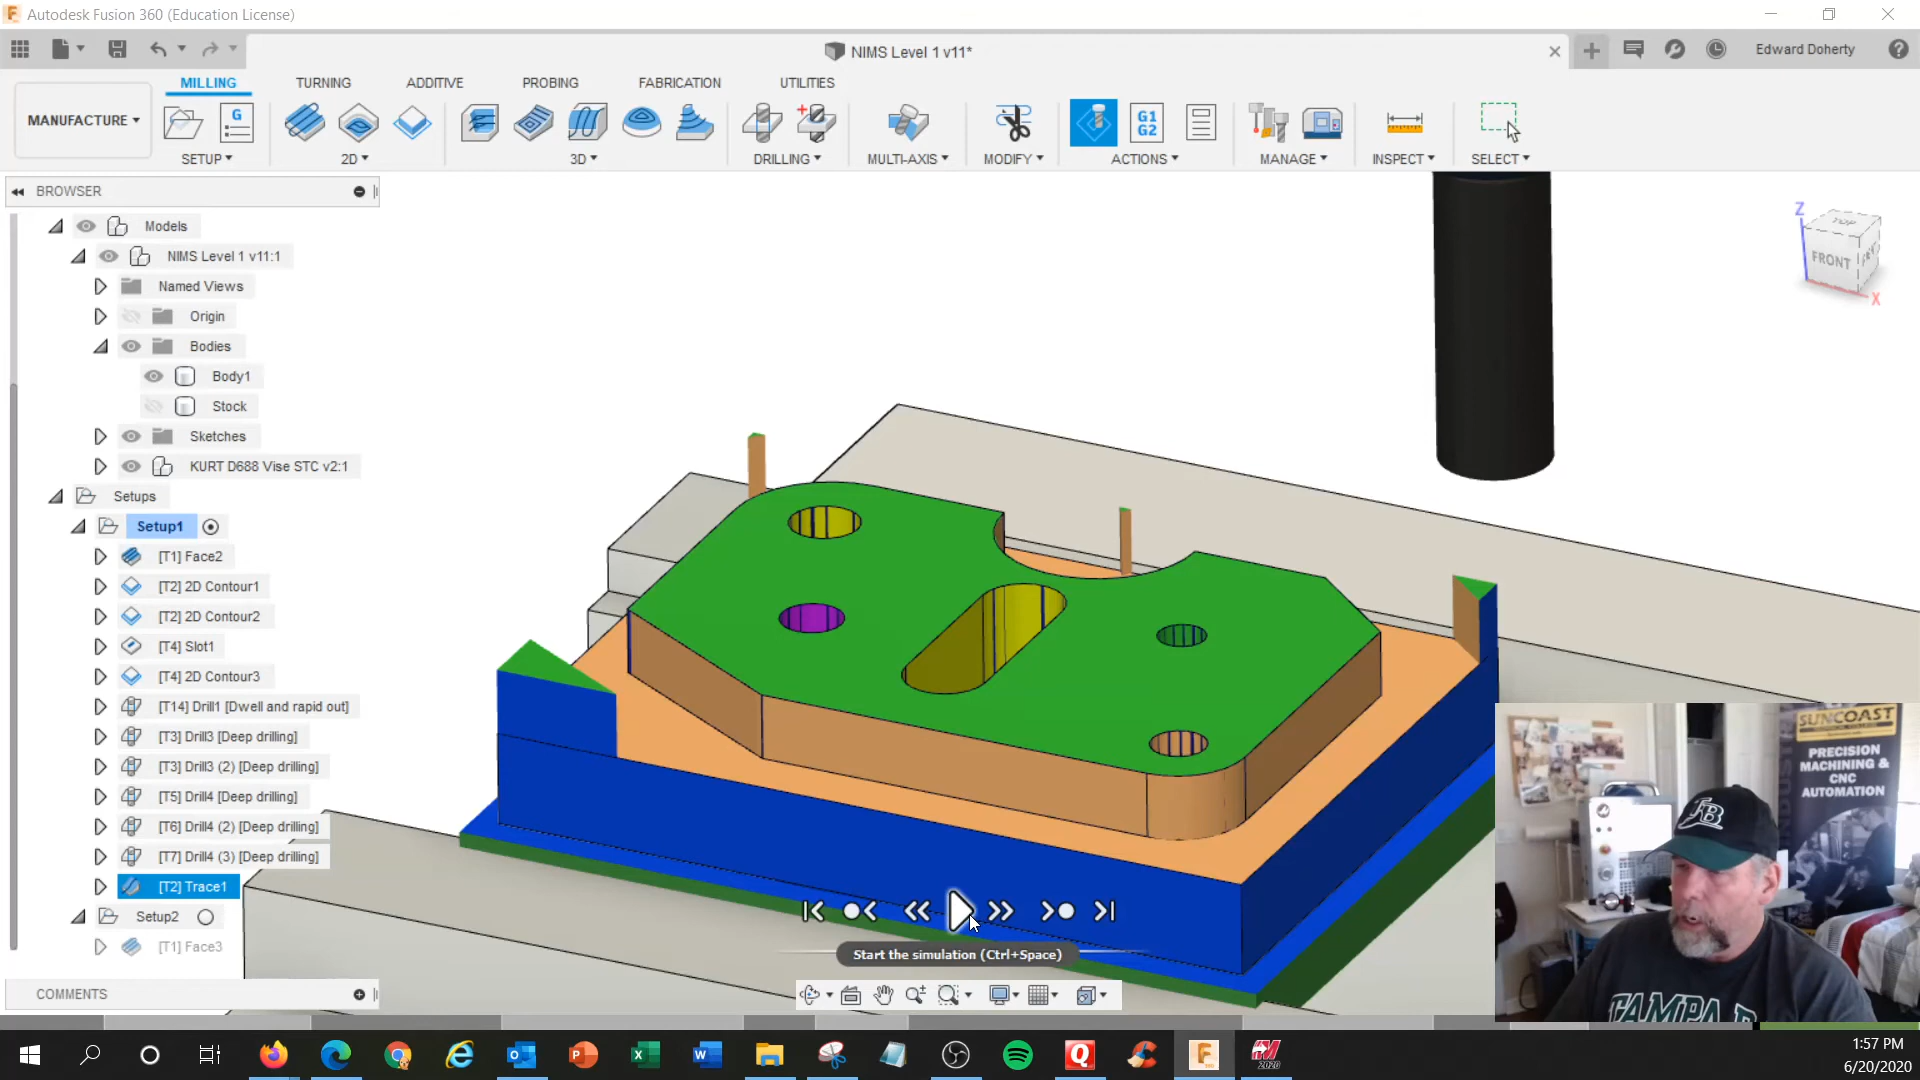 Autodesk Fusion 360 (Education License)
NIMS Level 1 v11*
Edward Doherty
MILLING
TURNING
ADDITIVE
PROBING
FABRICATION
UTILITIES
MANUFACTURE
G
G1
G2
SETUP
2D
3D
DRILLING
MULTI-AXIS
MODIFY
ACTIONS
MANAGE
INSPECT
SELECT
BROWSER
Models
NIMS Level 1 v11:1
Named Views
Origin
Bodies
Body1
Stock
Sketches
KURT D688 Vise STC v2:1
Setups
Setup1
[T1] Face2
[T2] 2D Contour1
[T2] 2D Contour2
[T4] Slot1
[T4] 2D Contour3
[T14] Drill1 [Dwell and rapid out]
[T3] Drill3 [Deep drilling]
[T3] Drill3 (2) [Deep drilling]
[T5] Drill4 [Deep drilling]
[T6] Drill4 (2) [Deep drilling]
[T7] Drill4 (3) [Deep drilling]
[T2] Trace1
Setup2
[T1] Face3
COMMENTS
Z
TOP
FRONT
X
Start the simulation (Ctrl+Space)
SUNCOAST
PRECISION
MACHINING &
CNC
AUTOMATION
TAMPA B
1:57 PM
6/20/2020